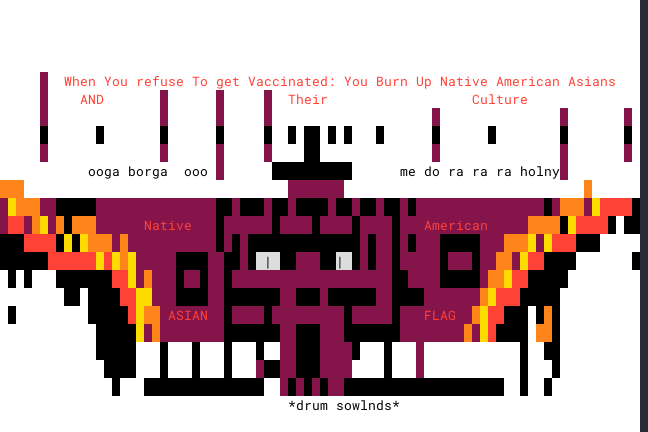 When You refuse To get Vaccinated: You Burn Up Native American Asians
AND Their Culture
ooga borga ooo me do ra ra ra holny
Native American
ASIAN FLAG
*drum sowlnds*